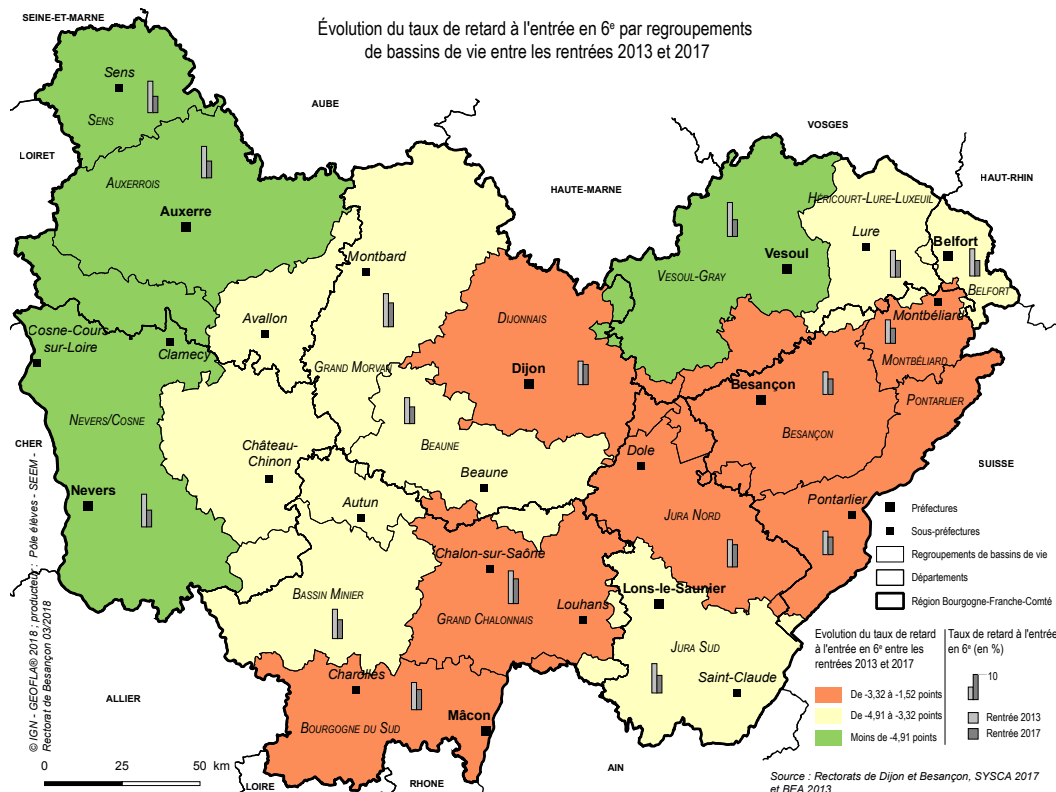 Évolution du taux de retard à l'entrée en 6e par regroupements
de bassins de vie entre les rentrées 2013 et 2017
SEINE-ET-MARNE
Sens
SENS
AUBE
LOIRET
AUXERROIS
Auxerre
VOSGES
HAUTE-MARNE
HAUT-RHIN
HÉRICOURT-LURE-LUXEUIL
Lure
Belfort
BELFORT
Vesoul
VESOUL-GRAY
Montbard
Montbéliard
MONTBÉLIARD
Avallon
DIJONNAIS
Cosne-Cours-
sur-Loire
Clamecy
GRAND MORVAN
Dijon
Besançon
PONTARLIER
NEVERS/COSNE
BESANÇON
BEAUNE
CHER
Château-
Chinon
Beaune
Dole
SUISSE
Nevers
Autun
JURA NORD
Pontarlier
Chalon-sur-Saône
BASSIN MINIER
GRAND CHALONNAIS
Louhans
Lons-le-Saunier
JURA SUD
Saint-Claude
ALLIER
Charolles
BOURGOGNE DU SUD
Mâcon
LOIRE
RHONE
AIN
Préfectures
Sous-préfectures
Regroupements de bassins de vie
Départements
Région Bourgogne-Franche-Comté
Evolution du taux de retard
à l'entrée en 6e entre les
rentrées 2013 et 2017
De -3,32 à -1,52 points
De -4,91 à -3,32 points
Moins de -4,91 points
Taux de retard à l'entrée
en 6e (en %)
10
Rentrée 2013
Rentrée 2017
0 25 50 km
© IGN - GEOFLA® 2018 ; producteur : Pôle élèves - SEEM -
Rectorat de Besançon 03/2018
Source : Rectorats de Dijon et Besançon, SYSCA 2017
et BEA 2013